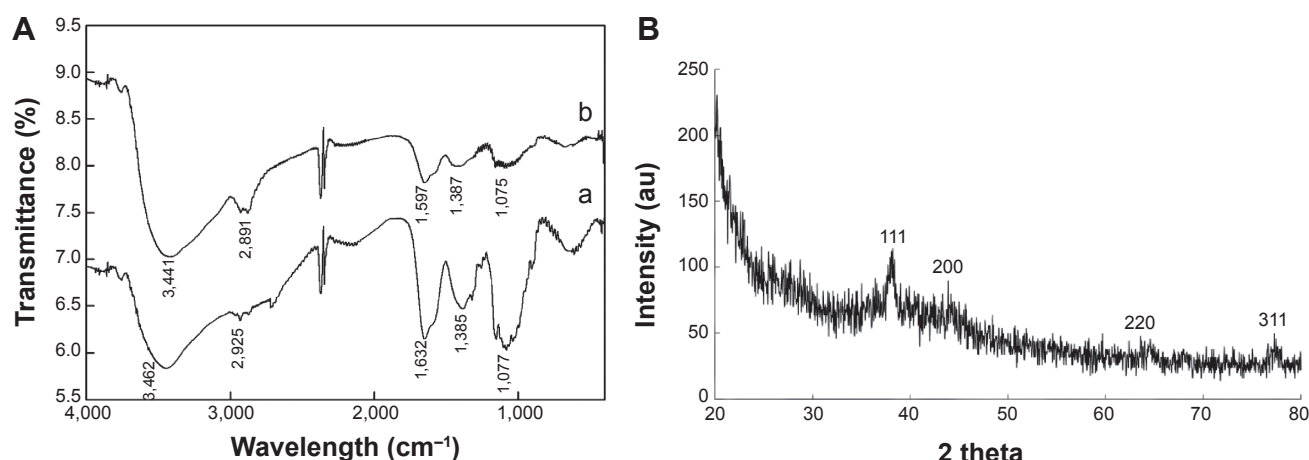 A
9.5
9.0
8.5
8.0
7.5
7.0
6.5
6.0
5.5
Transmittance (%)
4,000 3,000 2,000 1,000
Wavelength (cm⁻¹)
b
a
3,441
2,891
1,597
1,387
1,075
3,462
2,925
1,632
1,385
1,077
B
250
200
150
100
50
0
Intensity (au)
20 30 40 50 60 70 80
2 theta
111
200
220
311